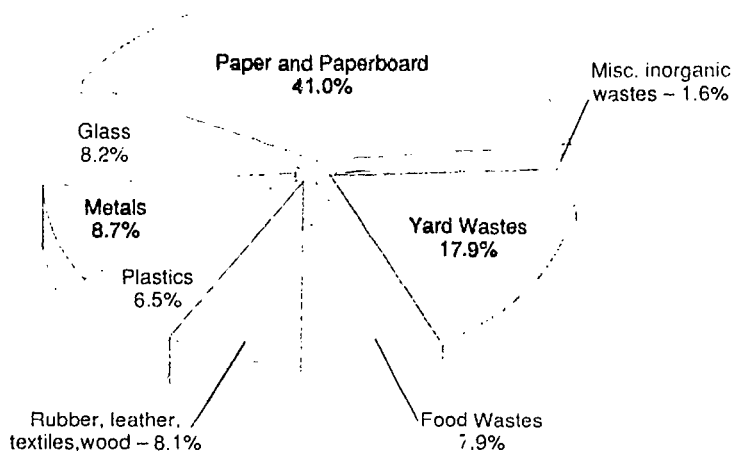 Paper and Paperboard
41.0%
Misc. inorganic
wastes – 1.6%
Glass
8.2%
Metals
8.7%
Yard Wastes
17.9%
Plastics
6.5%
Rubber, leather,
textiles,wood – 8.1%
Food Wastes
7.9%